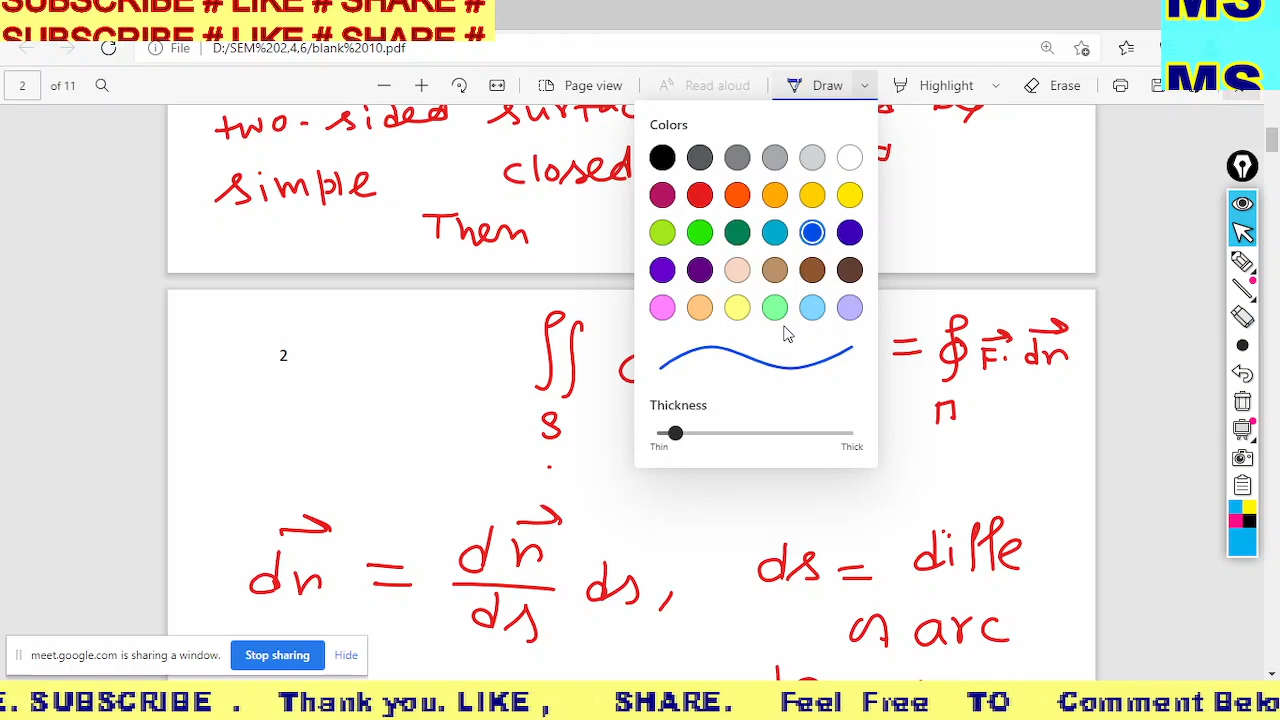 SUBSCRIBE # LIKE # SHARE #
SUBSCRIBE # LIKE # SHARE #
MS
MS
File D:/SEM%202,4,6/blank%2010.pdf
2 of 11 Page view Read aloud Draw Highlight Erase
two-sided by
simple closed
Then
Colors
Thickness
Thin Thick
2
∬ = ∮ F⃗. dr⃗
S Γ
dr⃗ = dr⃗/ds ds, ds = diffe
of arc
meet.google.com is sharing a window. Stop sharing Hide
E. SUBSCRIBE . Thank you. LIKE , SHARE. Feel Free TO Comment Belo